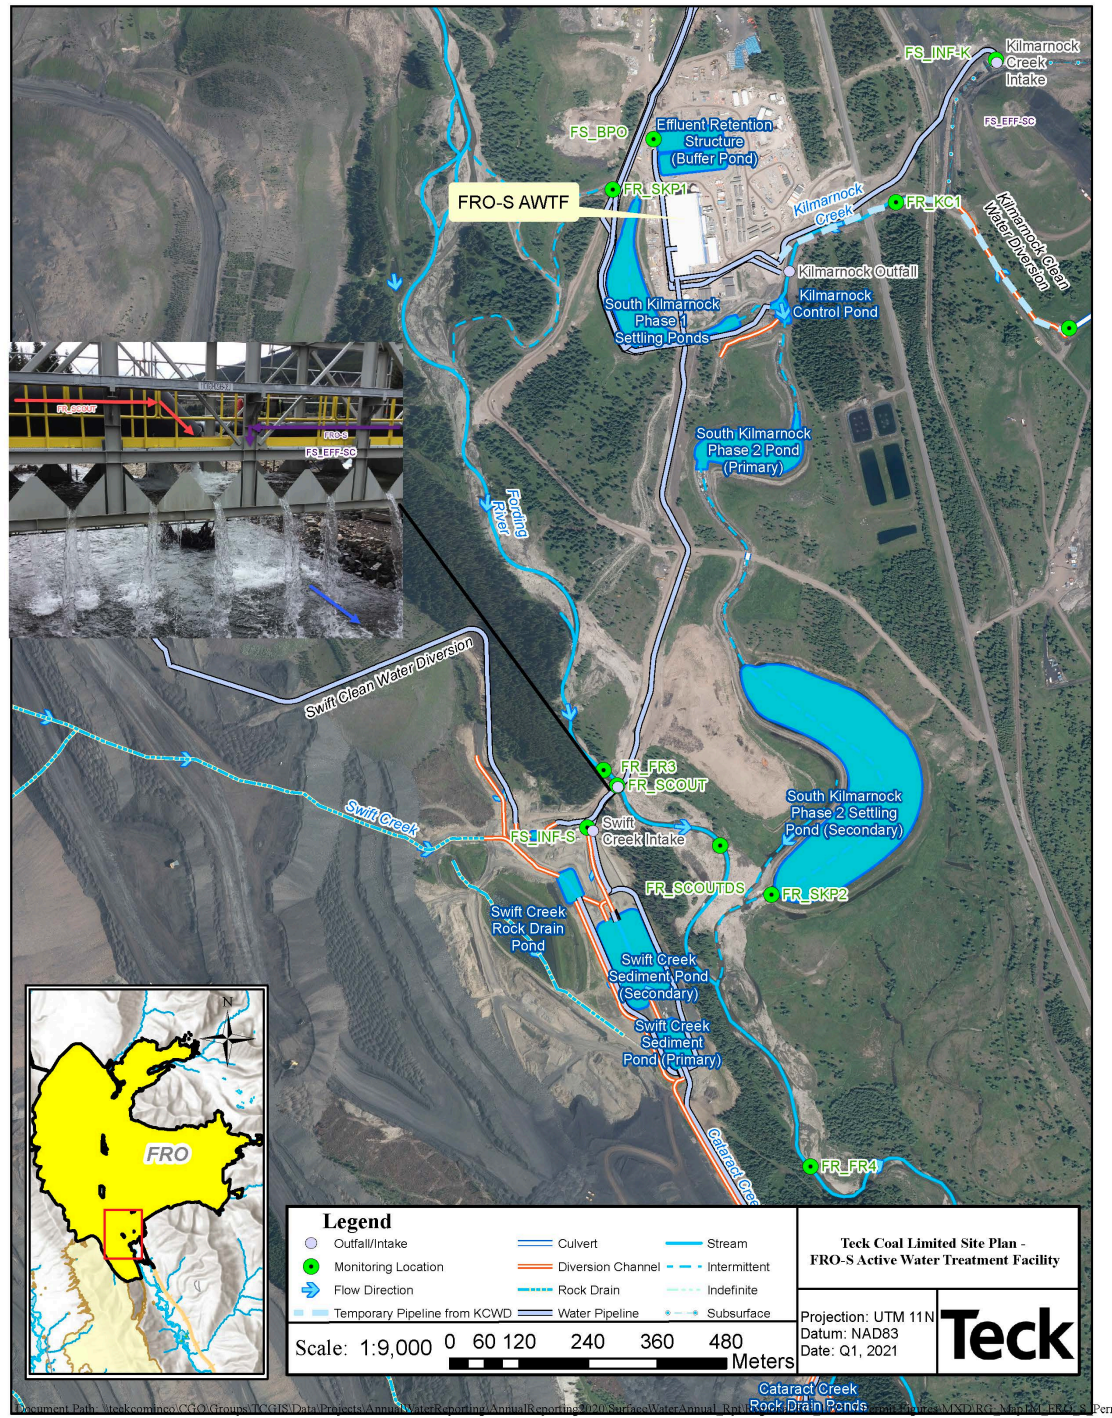 FS_INF-K
Kilmarnock
Creek
Intake
FS_EFF-SC
FS_BPO
Effluent Retention
Structure
(Buffer Pond)
FR_SKP1
FRO-S AWTF
Kilmarnock
Creek
FR_KC1
Kilmarnock Clean
Water Diversion
Kilmarnock Outfall
South Kilmarnock
Phase 1
Settling Ponds
Kilmarnock
Control Pond
FR_SCOUT
FRO-S
FS_EFF-SC
South Kilmarnock
Phase 2 Pond
(Primary)
Fording
River
Swift Clean Water Diversion
FR_FR3
FR_SCOUT
Swift Creek
FS_INF-S
Swift
Creek Intake
South Kilmarnock
Phase 2 Settling
Pond (Secondary)
FR_SCOUTDS
FR_SKP2
Swift Creek
Rock Drain
Pond
Swift Creek
Sediment Pond
(Secondary)
Swift Creek
Sediment
Pond (Primary)
N
FRO
Cataract Cree
FR_FR4
Legend
Outfall/Intake
Monitoring Location
Flow Direction
Temporary Pipeline from KCWD
Culvert
Diversion Channel
Rock Drain
Water Pipeline
Stream
Intermittent
Indefinite
Subsurface
Scale: 1:9,000 0 60 120 240 360 480
Meters
Teck Coal Limited Site Plan -
FRO-S Active Water Treatment Facility
Projection: UTM 11N
Datum: NAD83
Date: Q1, 2021
Teck
Cataract Creek
Rock Drain Ponds